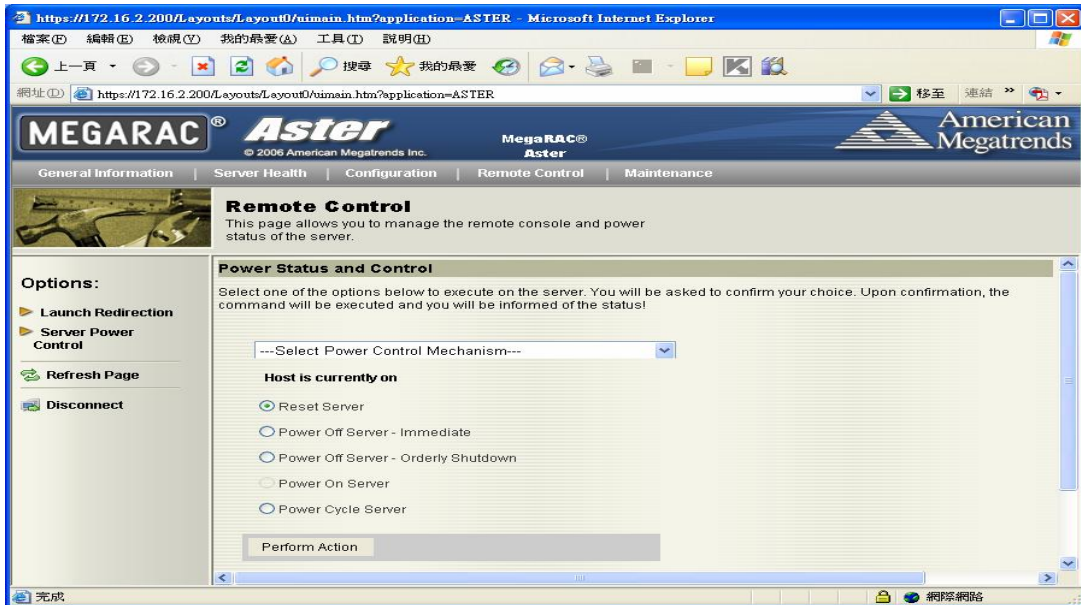 https://172.16.2.200/Layouts/Layout0/uimain.htm?application=ASTER - Microsoft Internet Explorer
檔案(F) 編輯(E) 檢視(V) 我的最愛(A) 工具(T) 說明(H)
上一頁 搜尋 我的最愛
網址(D) https://172.16.2.200/Layouts/Layout0/uimain.htm?application=ASTER 移至 連結 »
MEGARAC® Aster
© 2006 American Megatrends Inc.
MegaRAC®
Aster
American
Megatrends
General Information | Server Health | Configuration | Remote Control | Maintenance
Remote Control
This page allows you to manage the remote console and power
status of the server.
Options:
Launch Redirection
Server Power
Control
Refresh Page
Disconnect
Power Status and Control
Select one of the options below to execute on the server. You will be asked to confirm your choice. Upon confirmation, the
command will be executed and you will be informed of the status!
---Select Power Control Mechanism---
Host is currently on
Reset Server
Power Off Server - Immediate
Power Off Server - Orderly Shutdown
Power On Server
Power Cycle Server
Perform Action
完成 網際網路